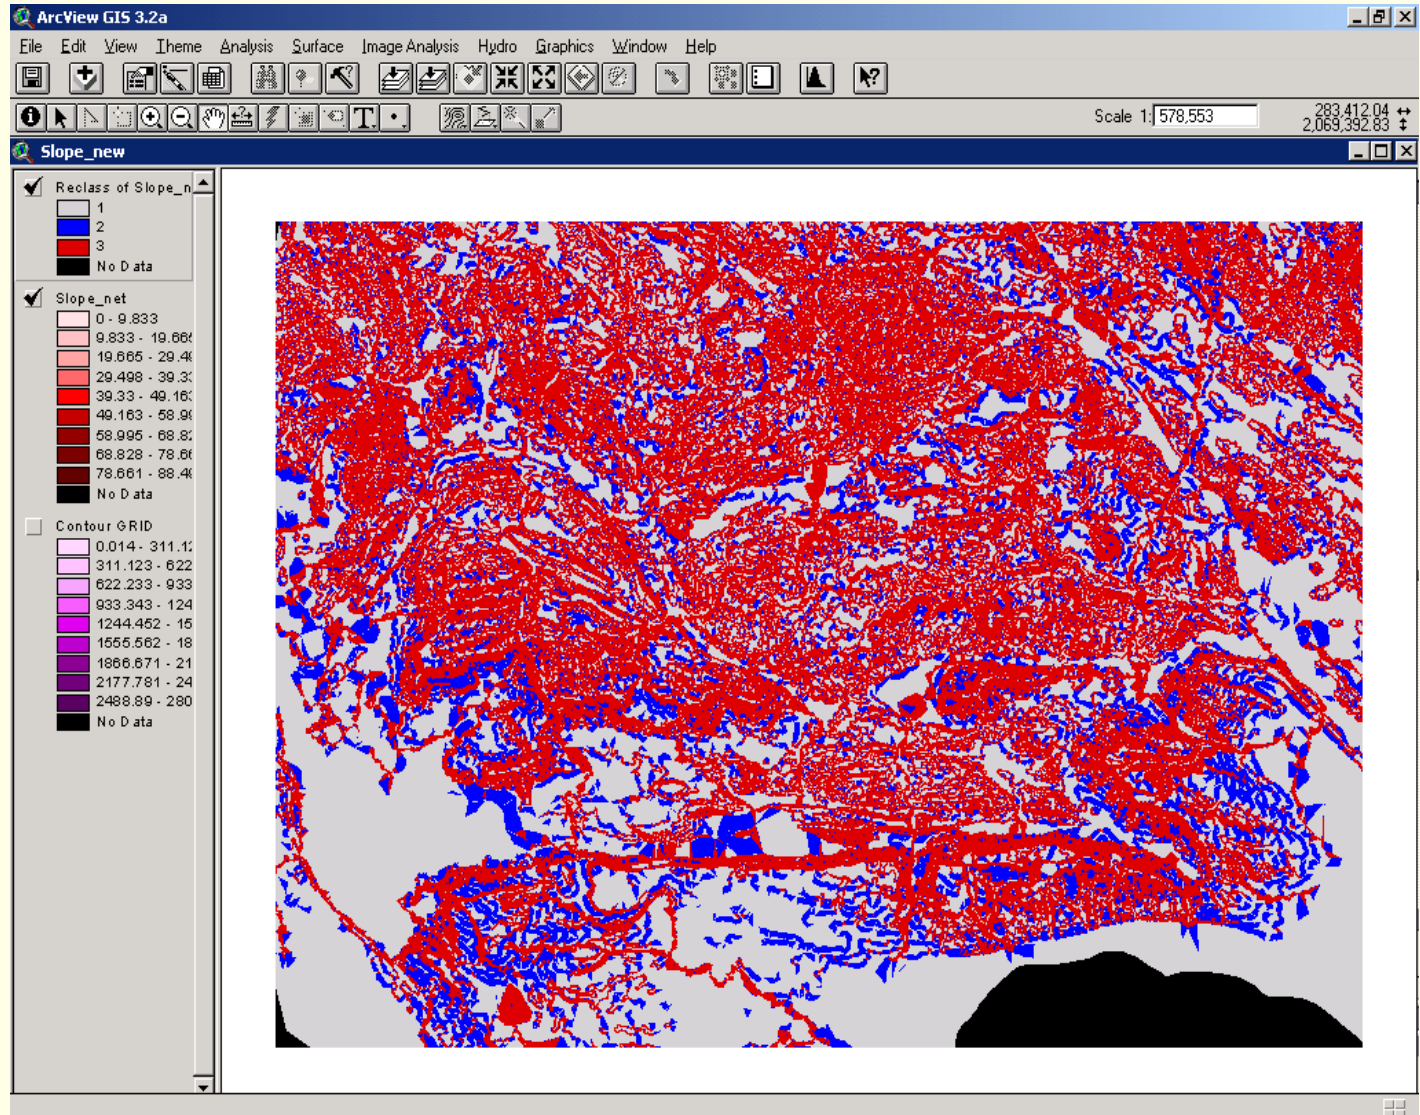 ArcView GIS 3.2a
File Edit View Theme Analysis Surface Image Analysis Hydro Graphics Window Help
Scale 1: 578,553
283,412.04
2,069,392.83
Slope_new
Reclass of Slope_n
1
2
3
No Data
Slope_net
0 - 9.833
9.833 - 19.66
19.665 - 29.4
29.498 - 39.3
39.33 - 49.16
49.163 - 58.9
58.995 - 68.8
68.828 - 78.6
78.661 - 88.4
No Data
Contour GRID
0.014 - 311.1
311.123 - 622
622.233 - 933
933.343 - 124
1244.452 - 15
1555.562 - 18
1866.671 - 21
2177.781 - 24
2488.89 - 280
No Data